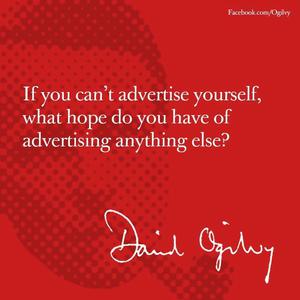 Facebook.com/Ogilvy
If you can't advertise yourself,
what hope do you have of
advertising anything else?
David Ogilvy